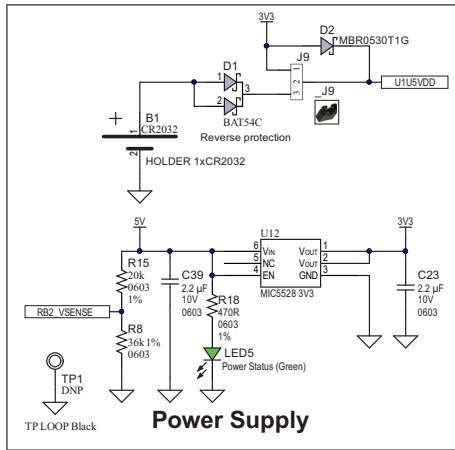 3V3
D2
MBR0530T1G
J9
D1
1
1
2
U1U5VDD
3
3
2
_J9
BAT54C
Reverse protection
+
B1
CR2032
1
2
HOLDER 1xCR2032
5V
U12
3V3
6
VIN
VOUT
1
5
NC
VOUT
2
4
EN
GND
3
MIC5528 3V3
R15
20k
0603
1%
C39
2.2 µF
10V
0603
R18
470R
0603
1%
C23
2.2 µF
10V
0603
RB2_VSENSE
R8
36k 1%
0603
LED5
Power Status (Green)
TP1
DNP
TP LOOP Black
Power Supply